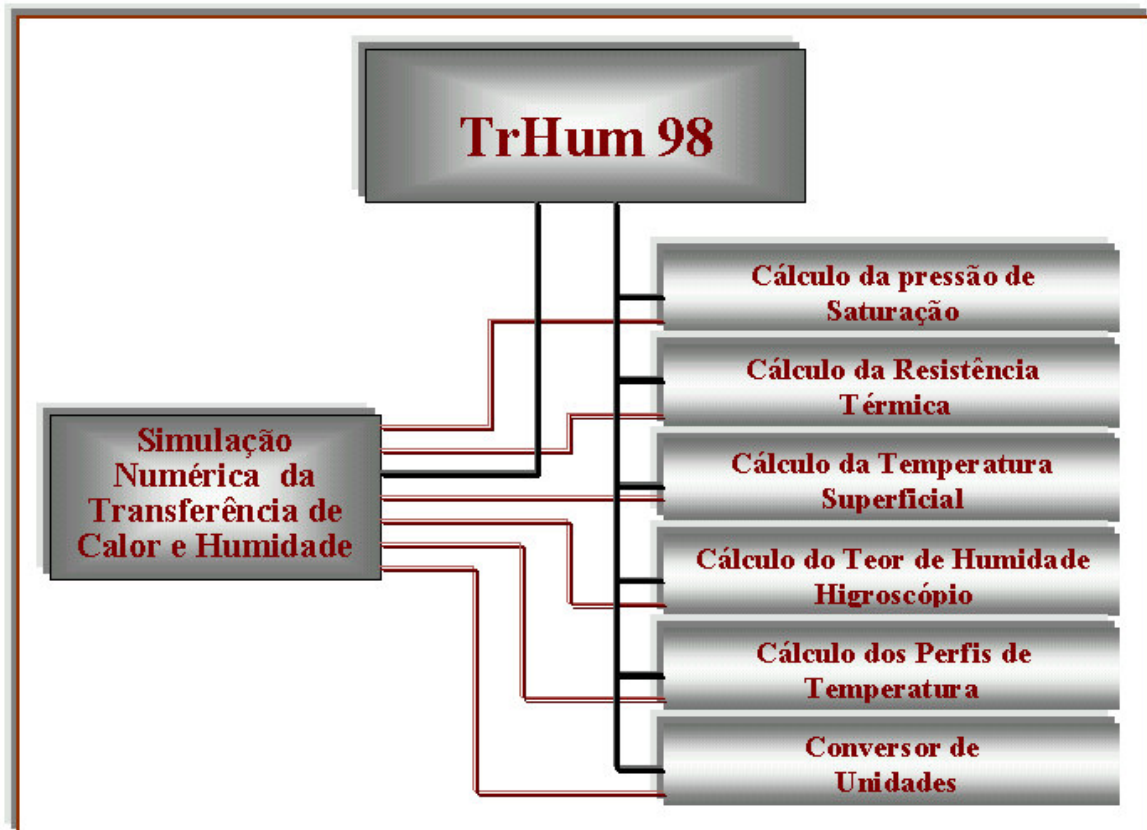 TrHum 98
Cálculo da pressão de
Saturação
Cálculo da Resistência
Térmica
Simulação
Numérica da
Transferência de
Calor e Humidade
Cálculo da Temperatura
Superficial
Cálculo do Teor de Humidade
Higroscópio
Cálculo dos Perfis de
Temperatura
Conversor de
Unidades